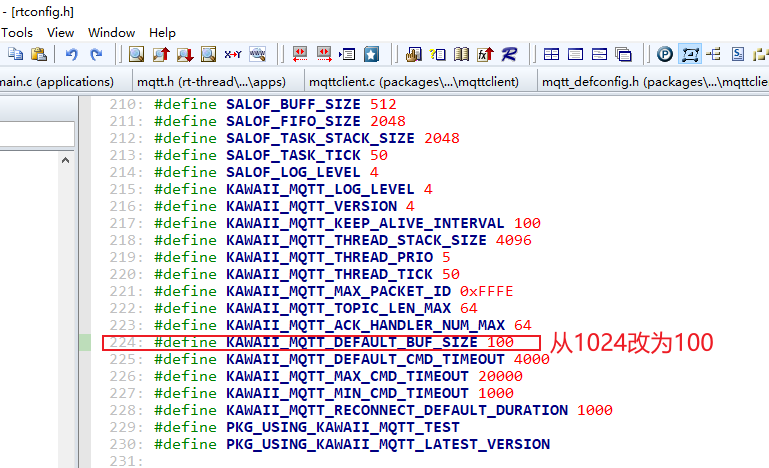 - [rtconfig.h]
Tools View Window Help
main.c (applications) mqtt.h (rt-thread\...\apps) mqttclient.c (packages\...\mqttclient) mqtt_defconfig.h (packages\...\mqttclie
210: #define SALOF_BUFF_SIZE 512
211: #define SALOF_FIFO_SIZE 2048
212: #define SALOF_TASK_STACK_SIZE 2048
213: #define SALOF_TASK_TICK 50
214: #define SALOF_LOG_LEVEL 4
215: #define KAWAII_MQTT_LOG_LEVEL 4
216: #define KAWAII_MQTT_VERSION 4
217: #define KAWAII_MQTT_KEEP_ALIVE_INTERVAL 100
218: #define KAWAII_MQTT_THREAD_STACK_SIZE 4096
219: #define KAWAII_MQTT_THREAD_PRIO 5
220: #define KAWAII_MQTT_THREAD_TICK 50
221: #define KAWAII_MQTT_MAX_PACKET_ID 0xFFFE
222: #define KAWAII_MQTT_TOPIC_LEN_MAX 64
223: #define KAWAII_MQTT_ACK_HANDLER_NUM_MAX 64
224: #define KAWAII_MQTT_DEFAULT_BUF_SIZE 100 从1024改为100
225: #define KAWAII_MQTT_DEFAULT_CMD_TIMEOUT 4000
226: #define KAWAII_MQTT_MAX_CMD_TIMEOUT 20000
227: #define KAWAII_MQTT_MIN_CMD_TIMEOUT 1000
228: #define KAWAII_MQTT_RECONNECT_DEFAULT_DURATION 1000
229: #define PKG_USING_KAWAII_MQTT_TEST
230: #define PKG_USING_KAWAII_MQTT_LATEST_VERSION
231: